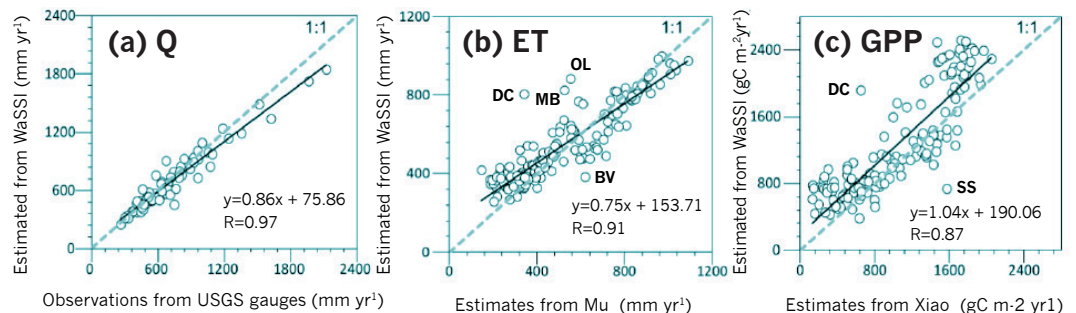 (a) Q
1:1
2400
1800
1200
600
0
0
600
1200
1800
2400
y=0.86x + 75.86
R=0.97
Estimated from WaSSI (mm yr¹)
Observations from USGS gauges (mm yr¹)
(b) ET
1:1
1200
800
400
0
0
400
800
1200
OL
DC
MB
BV
y=0.75x + 153.71
R=0.91
Estimated from WaSSI (mm yr¹)
Estimates from Mu (mm yr¹)
(c) GPP
1:1
2400
1600
800
0
0
800
1600
2400
DC
SS
y=1.04x + 190.06
R=0.87
Estimated from WaSSI (gC m-²yr¹)
Estimates from Xiao (gC m-2 yr1)